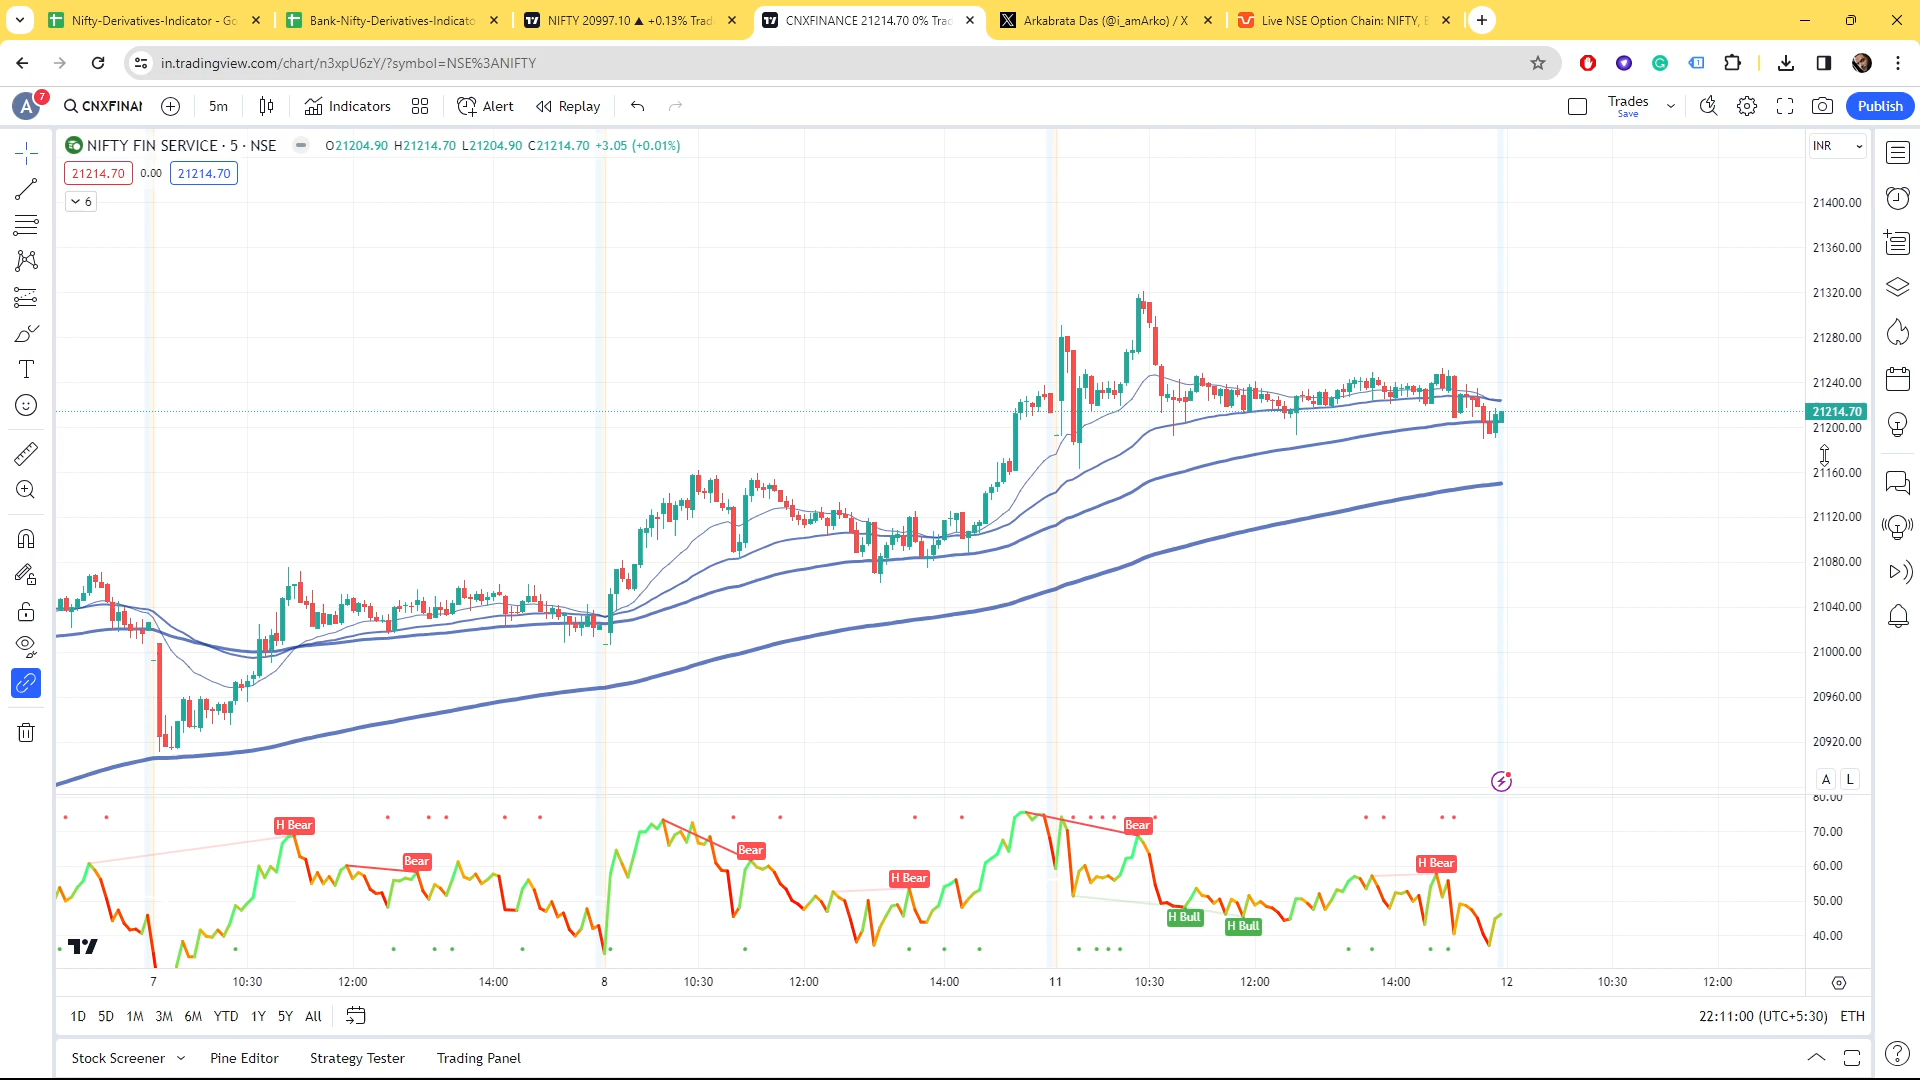 Nifty-Derivatives-Indicator - Go
Bank-Nifty-Derivatives-Indicato
NIFTY 20997.10 ▲ +0.13% Trad
CNXFINANCE 21214.70 0% Trad
Arkabrata Das (@i_amArko) / X
Live NSE Option Chain: NIFTY, B
in.tradingview.com/chart/n3xpU6zY/?symbol=NSE%3ANIFTY
A 7
CNXFINAN
5m
Indicators
Alert
Replay
Trades
Save
Publish
NIFTY FIN SERVICE · 5 · NSE
O21204.90 H21214.70 L21204.90 C21214.70 +3.05 (+0.01%)
INR
21214.70 0.00 21214.70
6
21400.00
21360.00
21320.00
21280.00
21240.00
21214.70
21200.00
21160.00
21120.00
21080.00
21040.00
21000.00
20960.00
20920.00
A L
80.00
70.00
60.00
50.00
40.00
H Bear
Bear
Bear
H Bear
Bear
H Bull
H Bull
H Bear
7 10:30 12:00 14:00 8 10:30 12:00 14:00 11 10:30 12:00 14:00 12 10:30 12:00
1D 5D 1M 3M 6M YTD 1Y 5Y All
22:11:00 (UTC+5:30) ETH
Stock Screener Pine Editor Strategy Tester Trading Panel